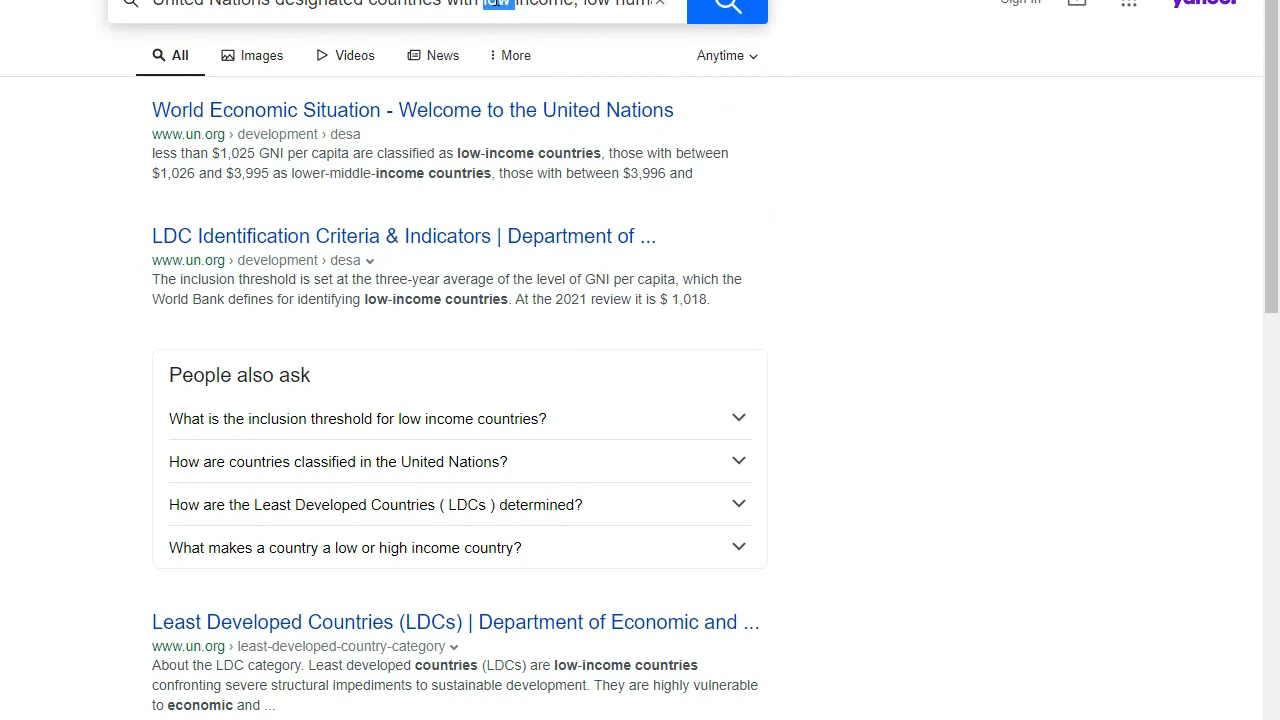 United Nations designated countries with low income, low hum
Sign in
yahoo!
All
Images
Videos
News
More
Anytime
World Economic Situation - Welcome to the United Nations
www.un.org › development › desa
less than $1,025 GNI per capita are classified as low-income countries, those with between
$1,026 and $3,995 as lower-middle-income countries, those with between $3,996 and
LDC Identification Criteria & Indicators | Department of ...
www.un.org › development › desa
The inclusion threshold is set at the three-year average of the level of GNI per capita, which the
World Bank defines for identifying low-income countries. At the 2021 review it is $ 1,018.
People also ask
What is the inclusion threshold for low income countries?
How are countries classified in the United Nations?
How are the Least Developed Countries ( LDCs ) determined?
What makes a country a low or high income country?
Least Developed Countries (LDCs) | Department of Economic and ...
www.un.org › least-developed-country-category
About the LDC category. Least developed countries (LDCs) are low-income countries
confronting severe structural impediments to sustainable development. They are highly vulnerable
to economic and ...